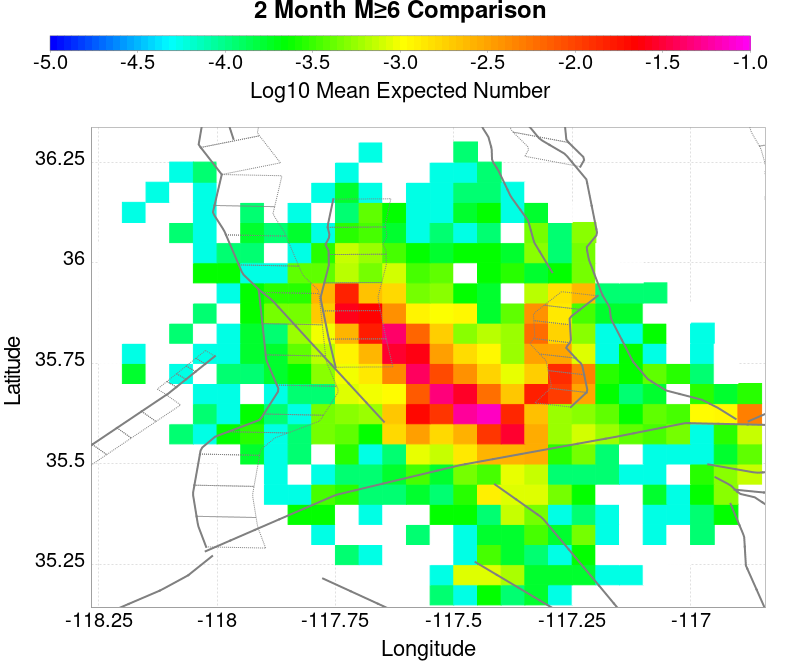 2 Month M≥6 Comparison
-5.0 -4.5 -4.0 -3.5 -3.0 -2.5 -2.0 -1.5 -1.0
Log10 Mean Expected Number
36.25
36
35.75
35.5
35.25
Latitude
-118.25 -118 -117.75 -117.5 -117.25 -117
Longitude